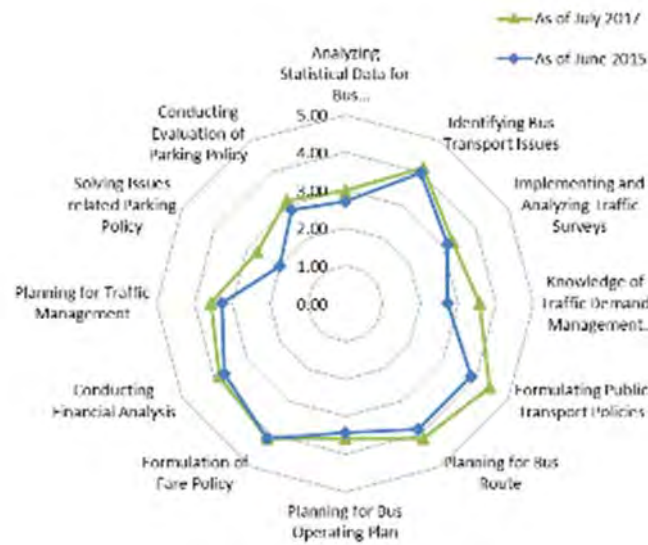 As of July 2017
As of June 2015
Analyzing
Statistical Data for
Bus...
Identifying Bus
Transport Issues
Implementing and
Analyzing Traffic
Surveys
Knowledge of
Traffic Demand
Management...
Formulating Public
Transport Policies
Planning for Bus
Route
Planning for Bus
Operating Plan
Formulation of
Fare Policy
Conducting
Financial Analysis
Planning for Traffic
Management
Solving Issues
related Parking
Policy
Conducting
Evaluation of
Parking Policy
5.00
4.00
3.00
2.00
1.00
0.00